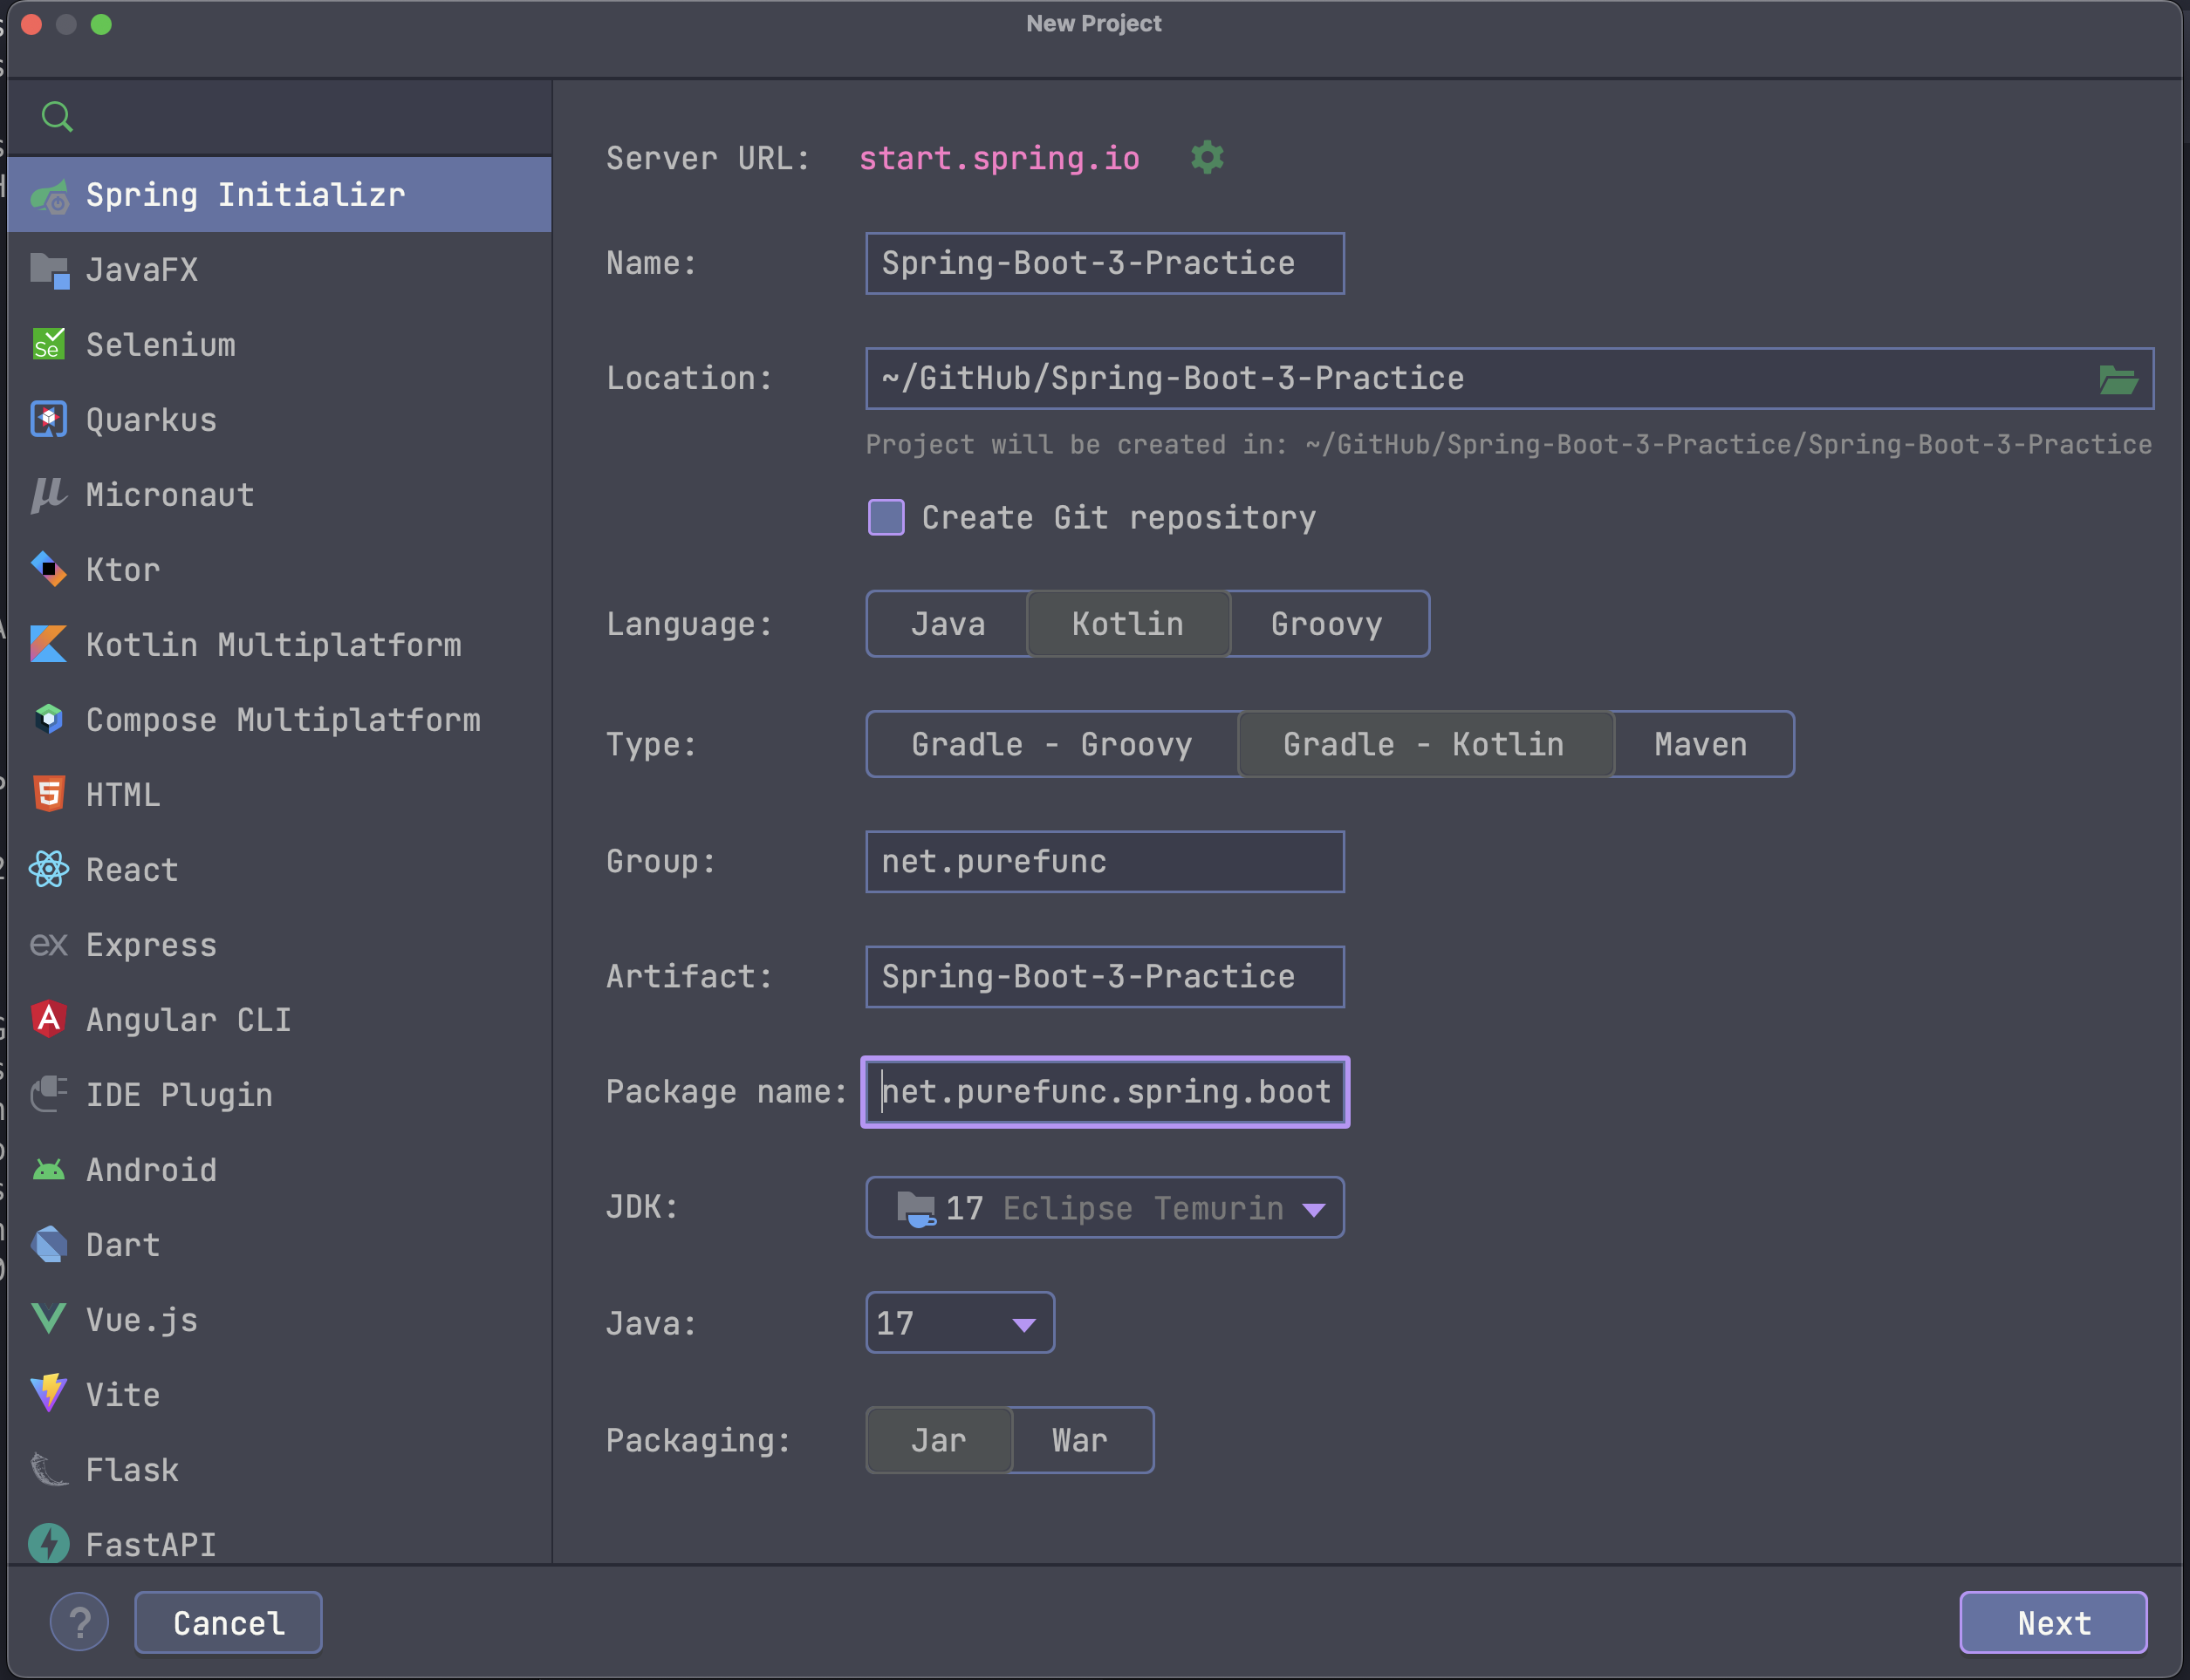 New Project
Spring Initializr
JavaFX
Selenium
Quarkus
Micronaut
Ktor
Kotlin Multiplatform
Compose Multiplatform
HTML
React
Express
Angular CLI
IDE Plugin
Android
Dart
Vue.js
Vite
Flask
FastAPI
Server URL: start.spring.io
Name: Spring-Boot-3-Practice
Location: ~/GitHub/Spring-Boot-3-Practice
Project will be created in: ~/GitHub/Spring-Boot-3-Practice/Spring-Boot-3-Practice
Create Git repository
Language: Java Kotlin Groovy
Type: Gradle - Groovy Gradle - Kotlin Maven
Group: net.purefunc
Artifact: Spring-Boot-3-Practice
Package name: net.purefunc.spring.boot
JDK: 17 Eclipse Temurin
Java: 17
Packaging: Jar War
? Cancel Next